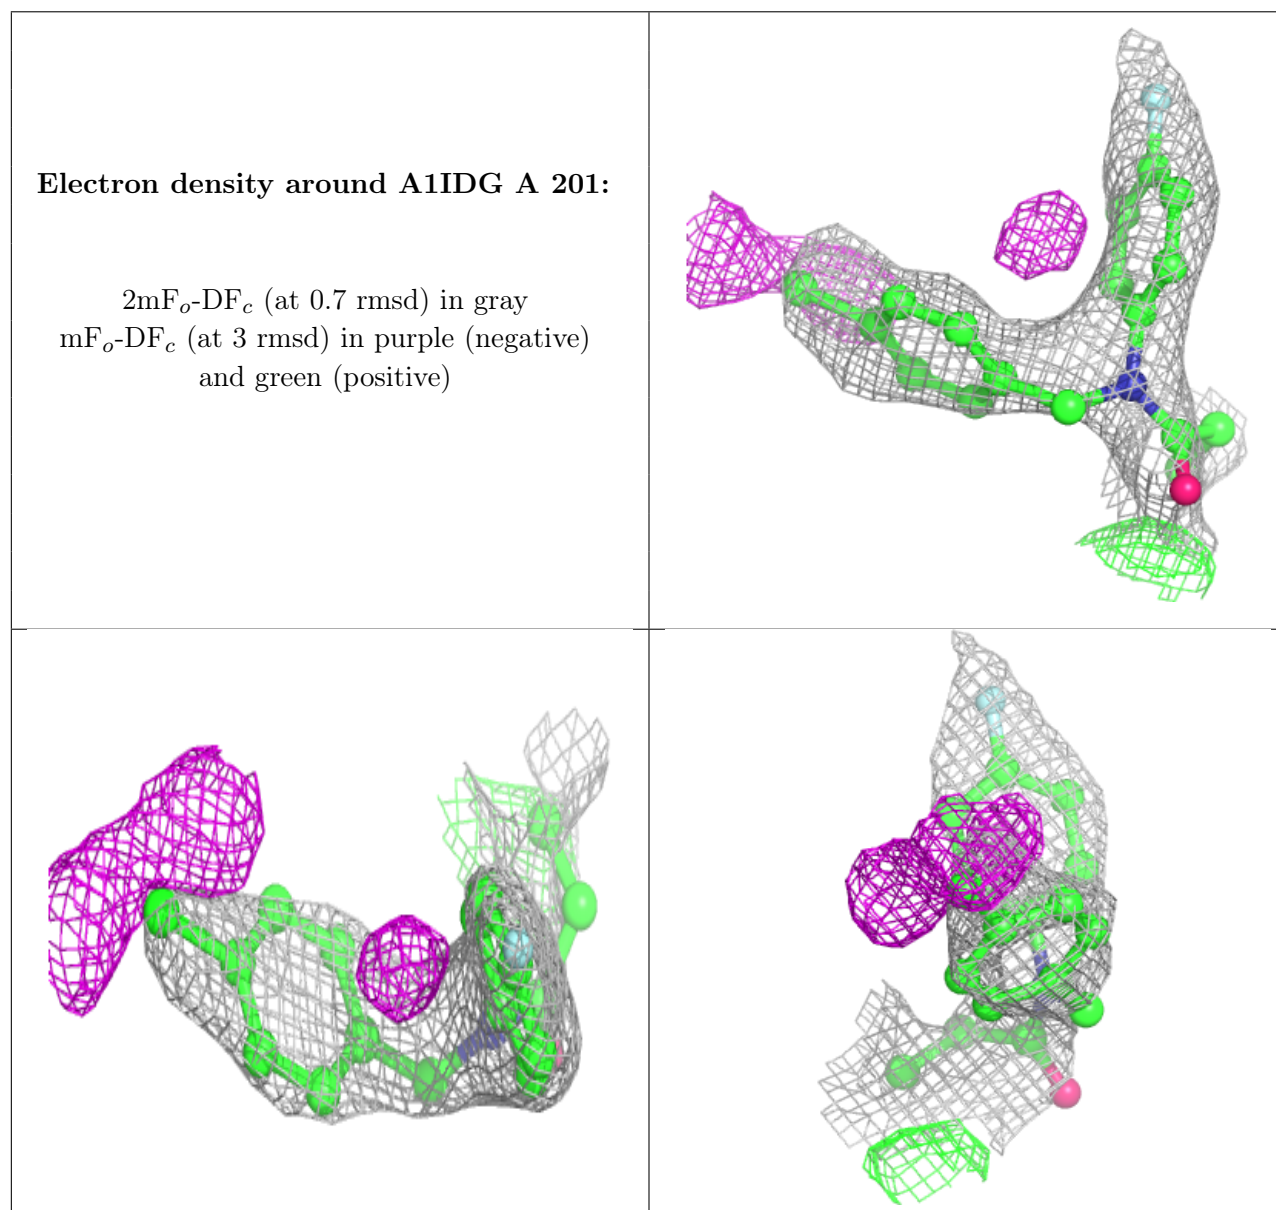 Electron density around A1IDG A 201:
2mFₒ-DF𝒸 (at 0.7 rmsd) in gray
mFₒ-DF𝒸 (at 3 rmsd) in purple (negative)
and green (positive)